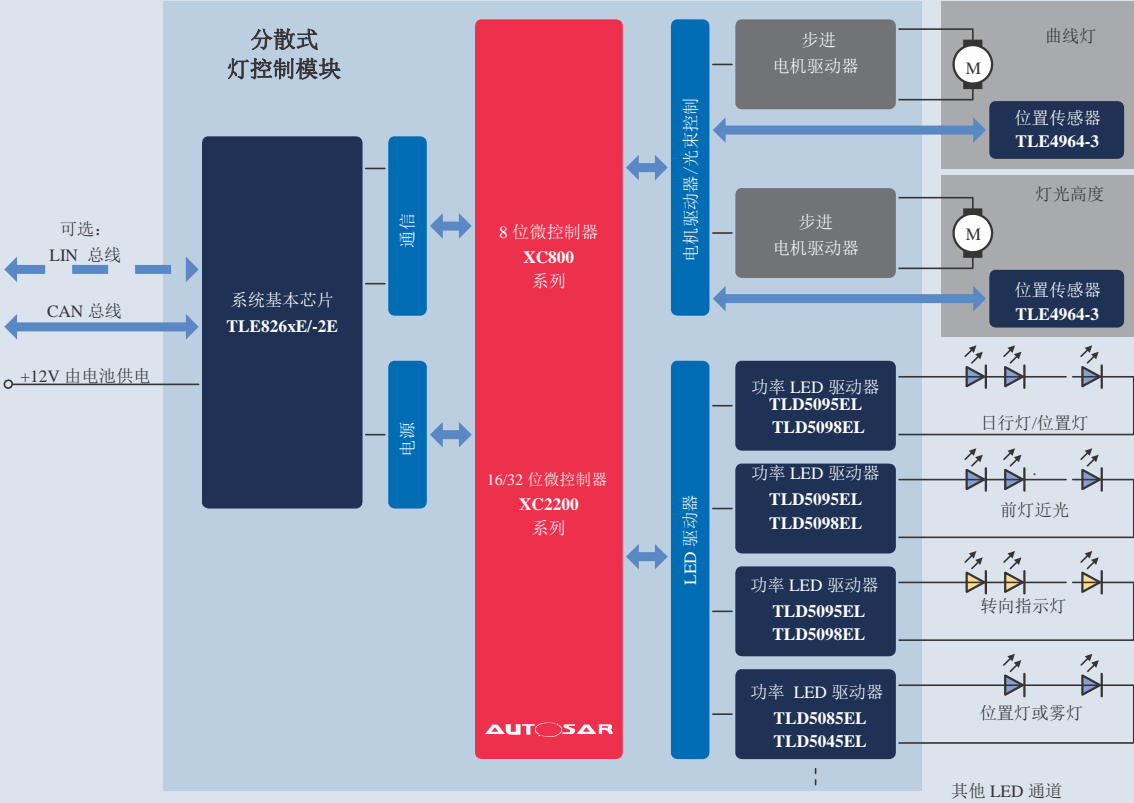 分散式
灯控制模块
可选：
LIN 总线
CAN 总线
+12V 由电池供电
系统基本芯片
TLE826xE/-2E
通信
电源
8 位微控制器
XC800
系列
16/32 位微控制器
XC2200
系列
AUTOSAR
电机驱动器/光束控制
LED 驱动器
步进
电机驱动器
M
曲线灯
位置传感器
TLE4964-3
步进
电机驱动器
M
灯光高度
位置传感器
TLE4964-3
功率 LED 驱动器
TLD5095EL
TLD5098EL
日行灯/位置灯
功率 LED 驱动器
TLD5095EL
TLD5098EL
前灯近光
功率 LED 驱动器
TLD5095EL
TLD5098EL
转向指示灯
功率 LED 驱动器
TLD5085EL
TLD5045EL
位置灯或雾灯
其他 LED 通道